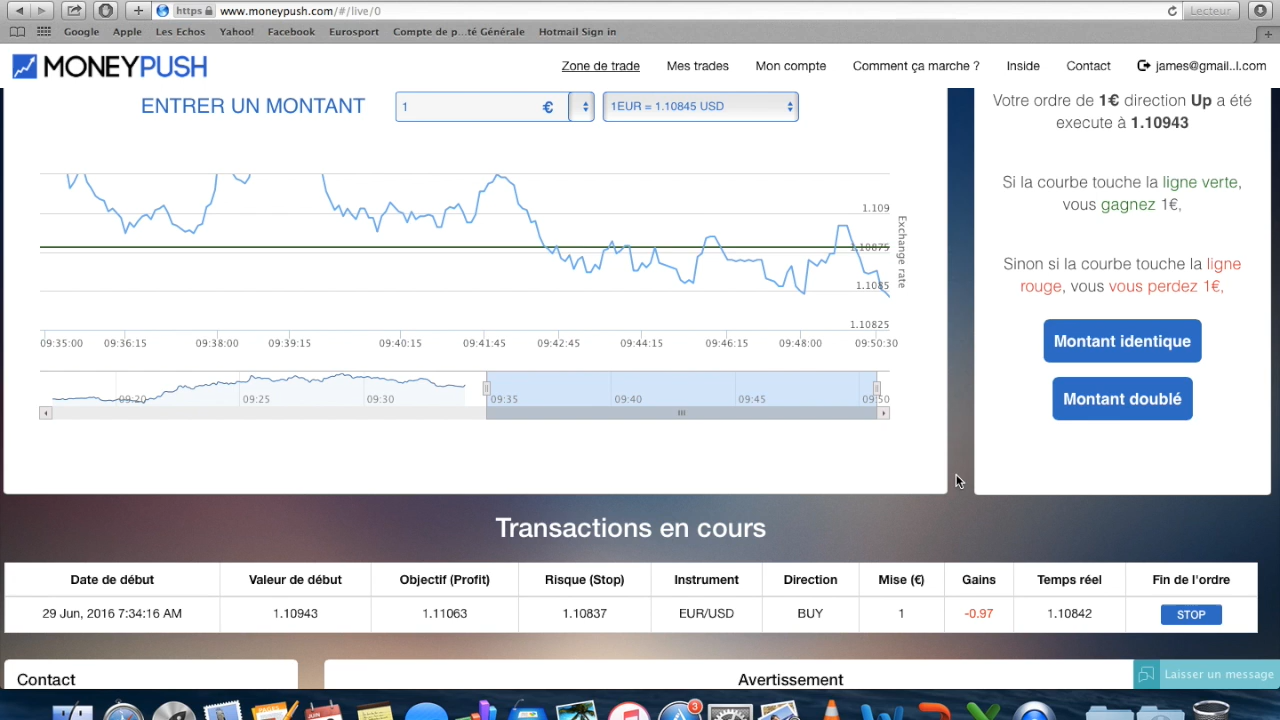 https www.moneypush.com/#/live/0
Lecteur
Google Apple Les Echos Yahoo! Facebook Eurosport Compte de p...té Générale Hotmail Sign in
MONEYPUSH
Zone de trade Mes trades Mon compte Comment ça marche ? Inside Contact james@gmail..l.com
ENTRER UN MONTANT 1 € 1EUR = 1.10845 USD
Votre ordre de 1€ direction Up a été
execute à 1.10943
Si la courbe touche la ligne verte,
vous gagnez 1€,
Sinon si la courbe touche la ligne
rouge, vous vous perdez 1€,
Montant identique
Montant doublé
1.109
1.10875
1.1085
1.10825
Exchange rate
09:35:00 09:36:15 09:38:00 09:39:15 09:40:15 09:41:45 09:42:45 09:44:15 09:46:15 09:48:00 09:50:30
09:20 09:25 09:30 09:35 09:40 09:45 09:50
Transactions en cours
Date de début Valeur de début Objectif (Profit) Risque (Stop) Instrument Direction Mise (€) Gains Temps réel Fin de l'ordre
29 Jun, 2016 7:34:16 AM 1.10943 1.11063 1.10837 EUR/USD BUY 1 -0.97 1.10842 STOP
Contact
Avertissement
Laisser un message
3